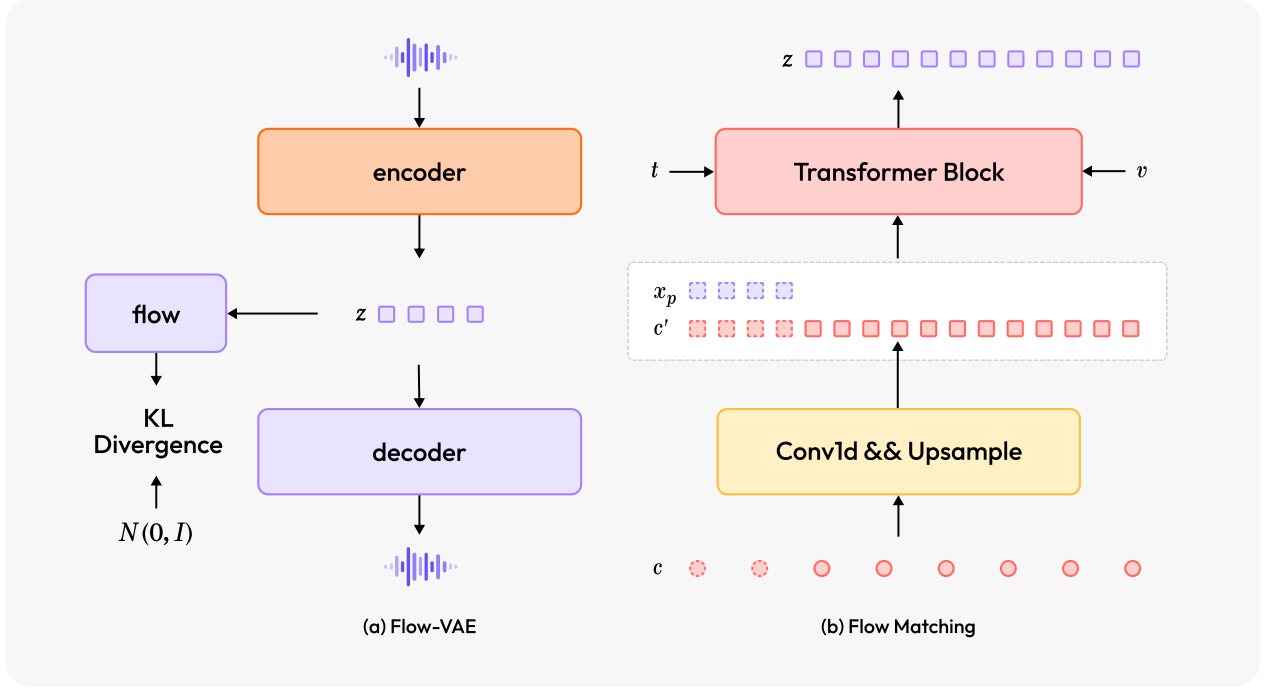 encoder
flow
z
KL
Divergence
decoder
N(0, I)
(a) Flow-VAE
z
t
Transformer Block
v
x_p
c′
Conv1d && Upsample
c
(b) Flow Matching